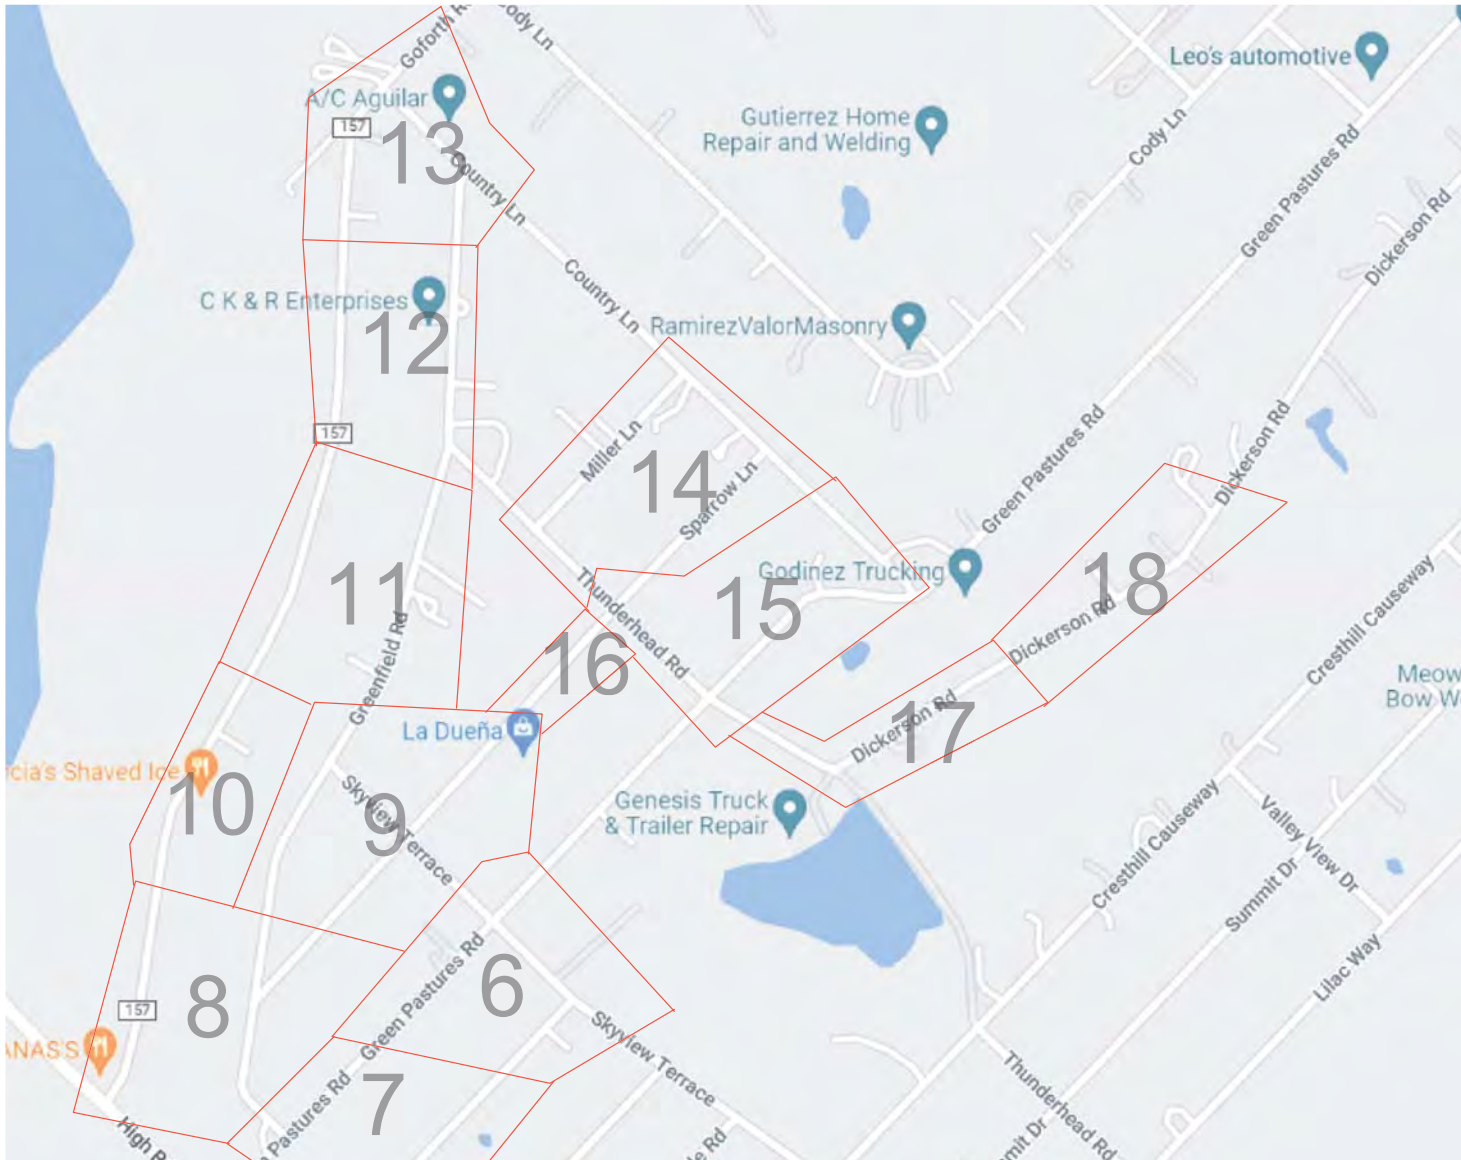 Goforth
Cody Ln
Leo's automotive
A/C Aguilar
157
13
Gutierrez Home
Repair and Welding
Cody Ln
Green Pastures Rd
Country Ln
Dickerson Rd
C K & R Enterprises
12
Country Ln
RamirezValorMasonry
157
Miller Ln
14
Sparrow Ln
Green Pastures Rd
Dickerson Rd
11
Thunderhead Rd
Godinez Trucking
15
18
Dickerson Rd
Greenfield Rd
16
Cresthill Causeway
Meow
Bow
La Dueña
Dickerson Rd
17
cia's Shaved Ice
10
Skyview Terrace
9
Genesis Truck
& Trailer Repair
Cresthill Causeway
Valley View Dr
Summit Dr
Lilac Way
Green Pastures Rd
6
8
157
ANAS'S
Skyview Terrace
7
Pastures Rd
High
Thunderhead Rd
mit Dr
le Rd